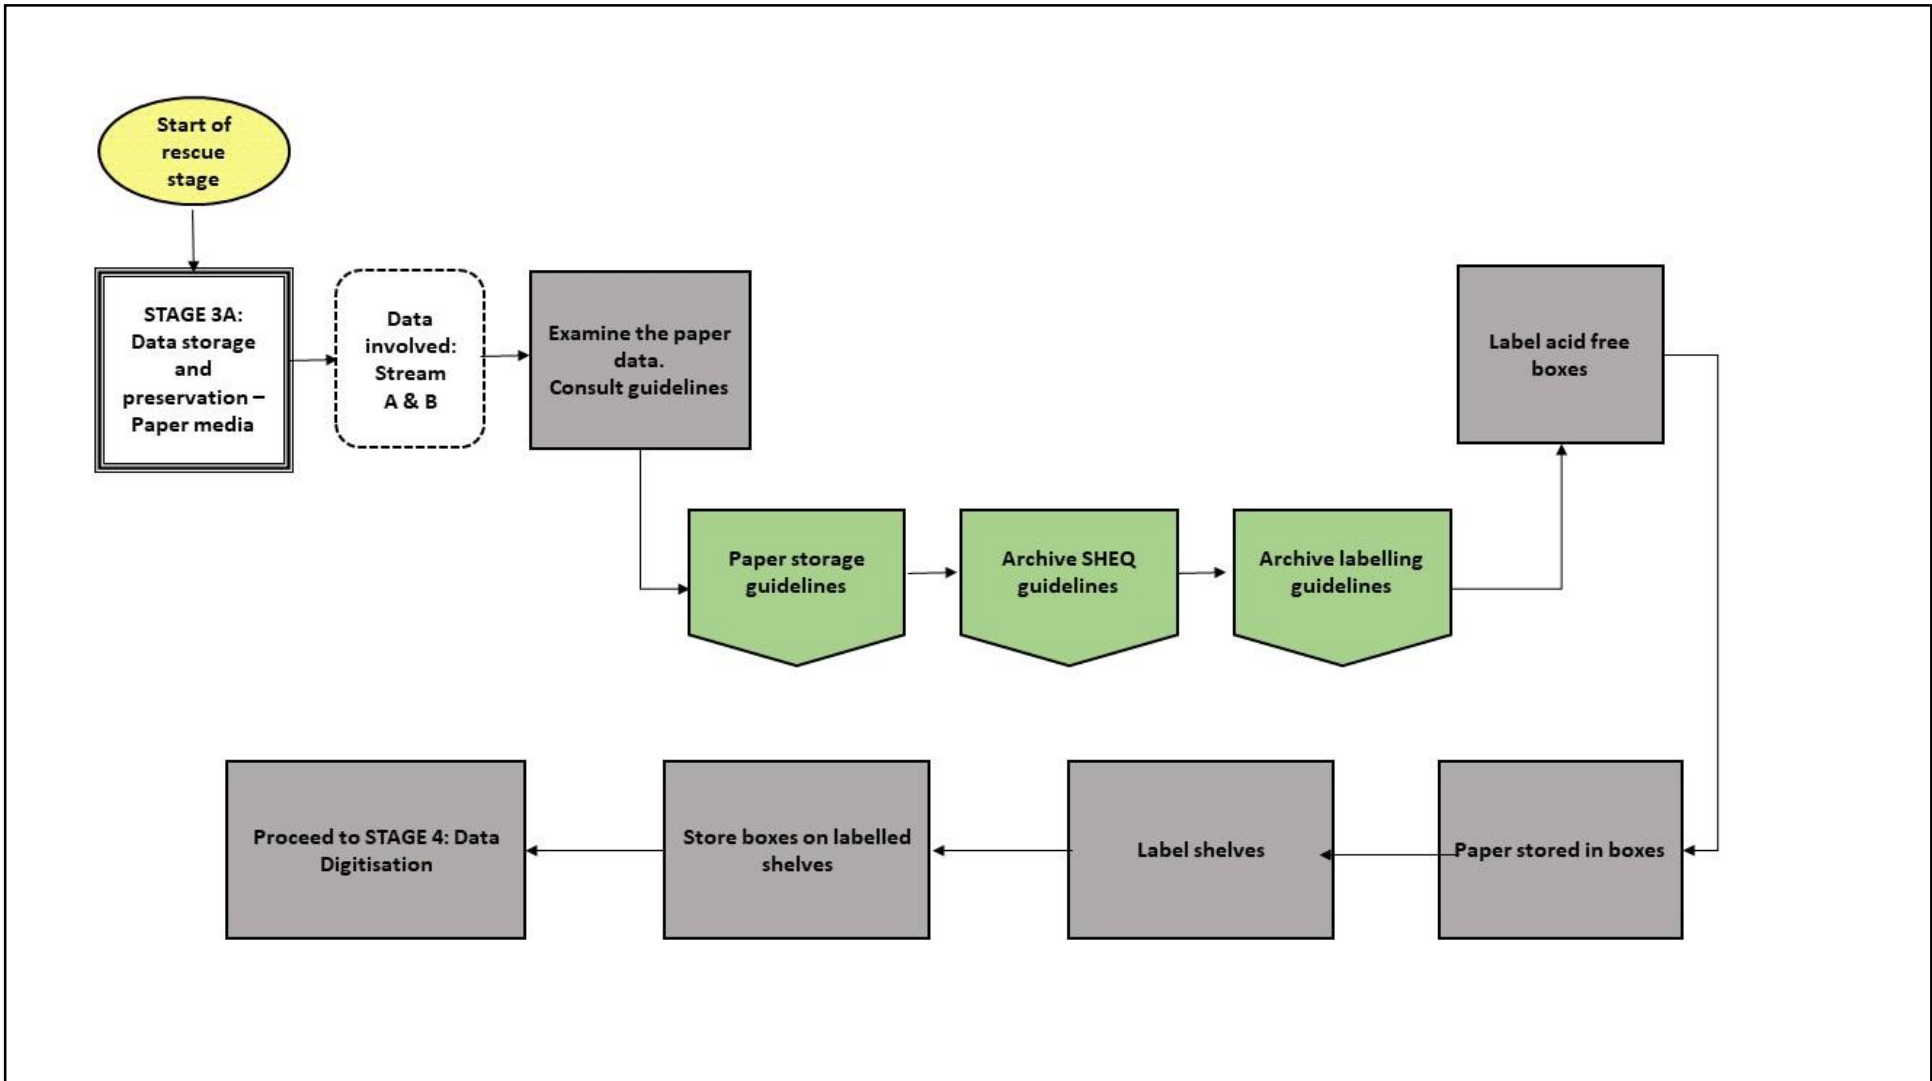 Start of
rescue
stage
STAGE 3A:
Data storage
and
preservation –
Paper media
Data
involved:
Stream
A & B
Examine the paper
data.
Consult guidelines
Paper storage
guidelines
Archive SHEQ
guidelines
Archive labelling
guidelines
Label acid free
boxes
Paper stored in boxes
Label shelves
Store boxes on labelled
shelves
Proceed to STAGE 4: Data
Digitisation